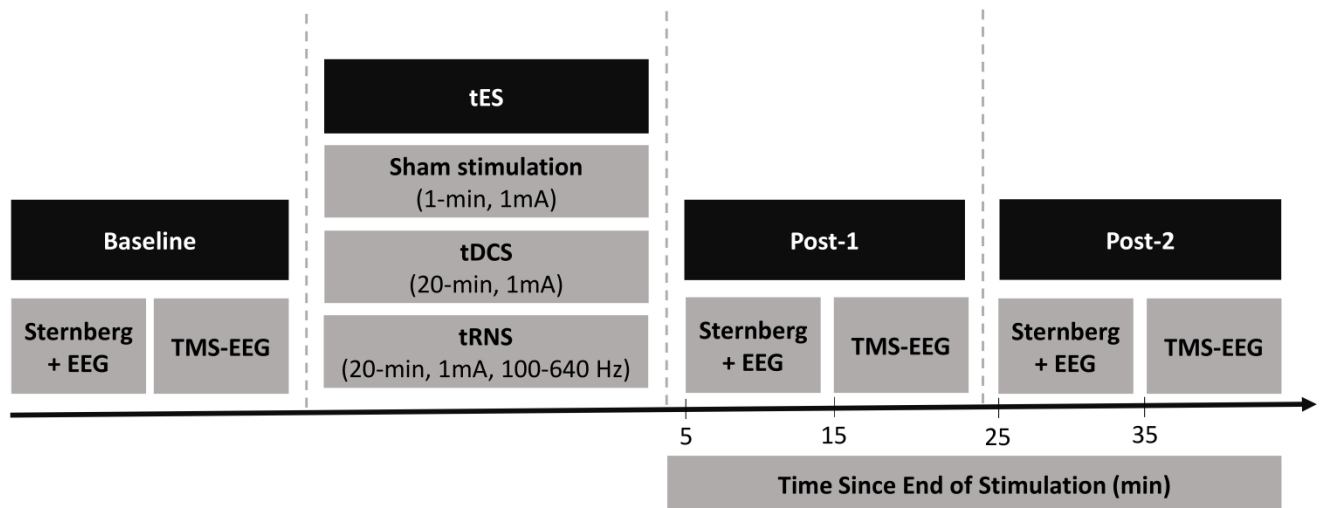 Baseline
Sternberg
+ EEG
TMS-EEG
tES
Sham stimulation
(1-min, 1mA)
tDCS
(20-min, 1mA)
tRNS
(20-min, 1mA, 100-640 Hz)
Post-1
Sternberg
+ EEG
TMS-EEG
Post-2
Sternberg
+ EEG
TMS-EEG
5
15
25
35
Time Since End of Stimulation (min)